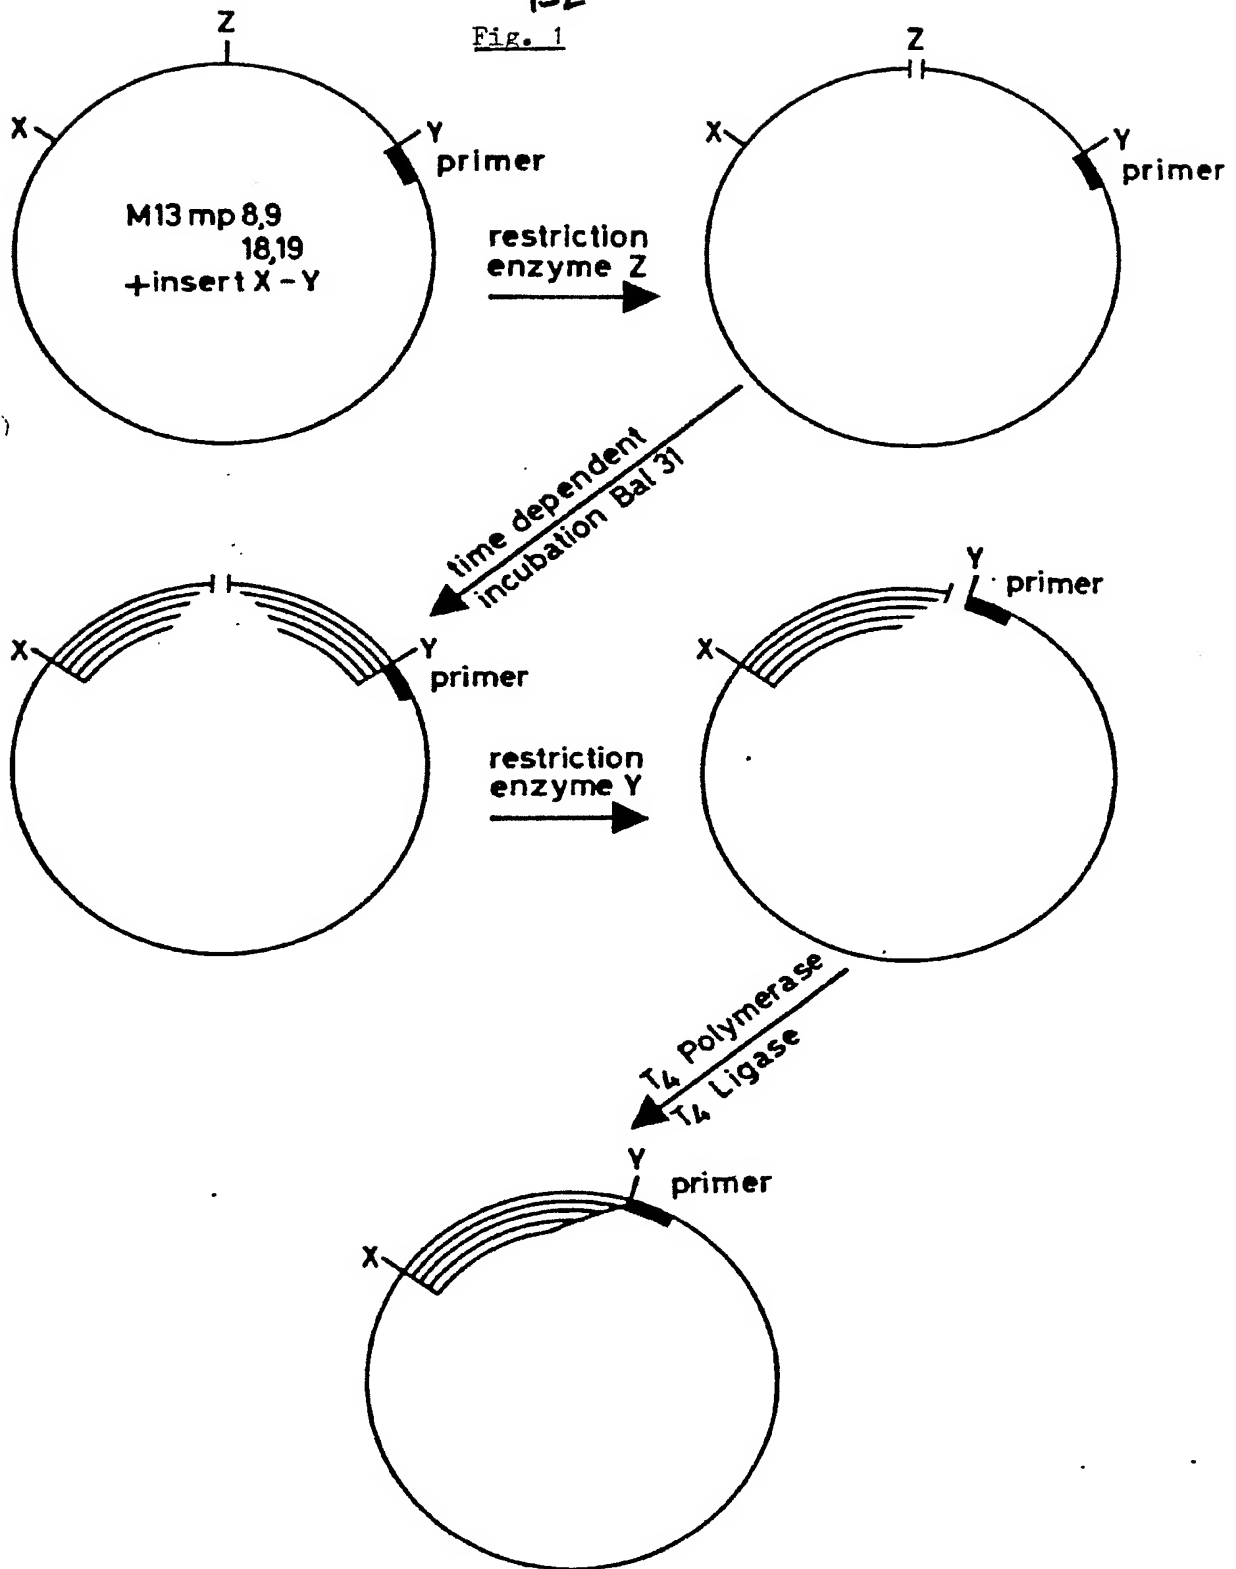 Fig. 1
Z
X
Y
primer
M13 mp 8,9
18,19
+insert X - Y
restriction
enzyme Z
Z
X
Y
primer
time dependent
incubation Bal 31
X
Y
primer
restriction
enzyme Y
X
Y
primer
T4 Polymerase
T4 Ligase
X
Y
primer